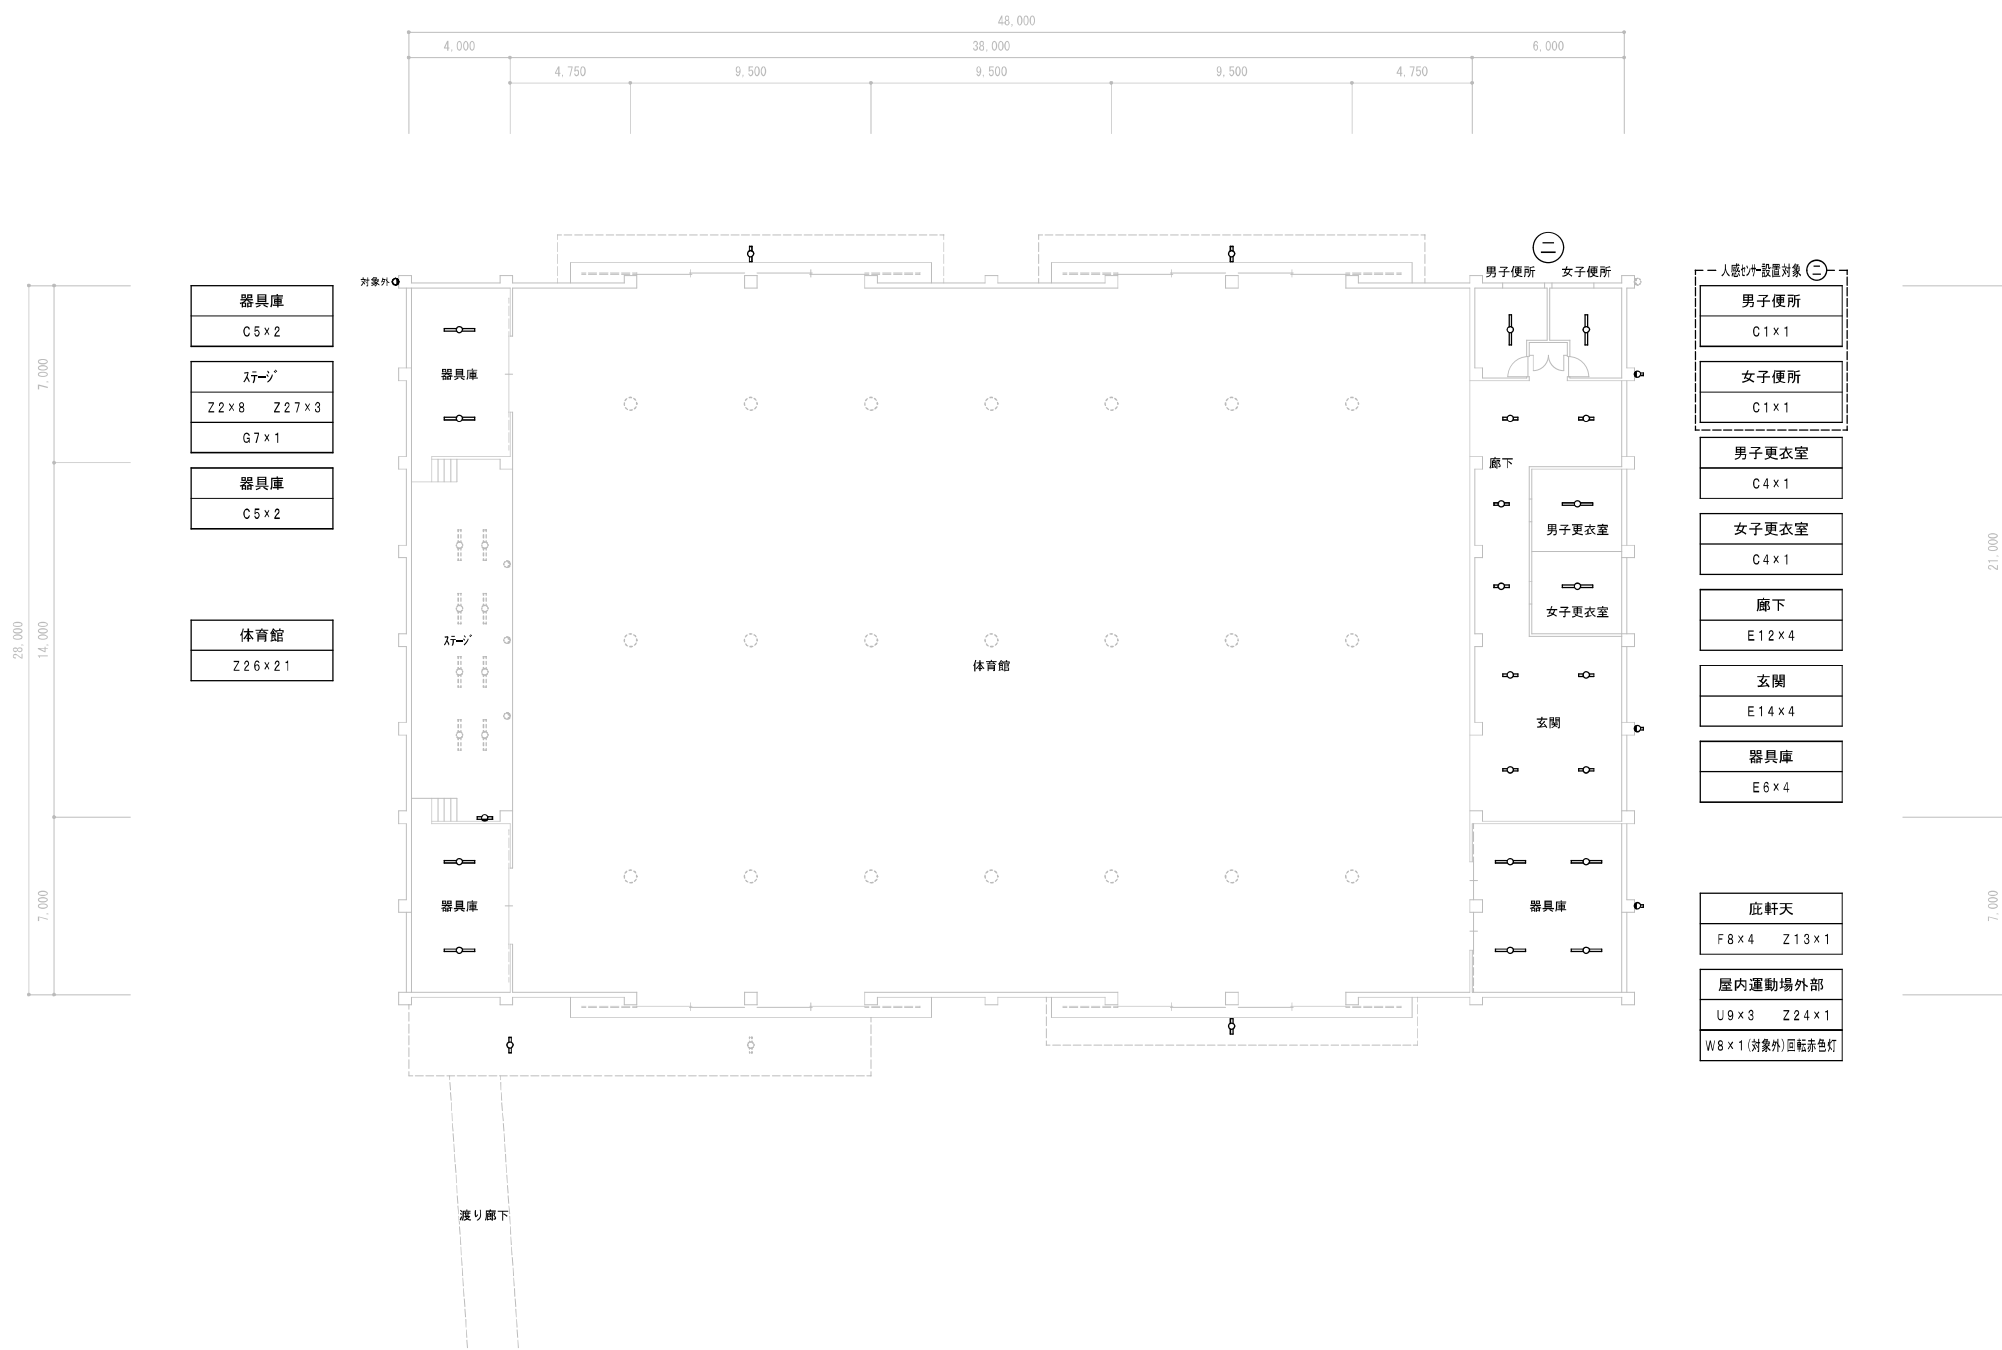 48,000
4,000
38,000
6,000
4,750
9,500
9,500
9,500
4,750
二
対象外
男子便所
女子便所
人感ｾﾝｻｰ設置対象 二
器具庫
C5×2
ｽﾃｰｼﾞ
Z2×8 Z27×3
G7×1
器具庫
C5×2
体育館
Z26×21
7,000
28,000
14,000
7,000
器具庫
ｽﾃｰｼﾞ
器具庫
体育館
廊下
男子更衣室
女子更衣室
玄関
器具庫
男子便所
C1×1
女子便所
C1×1
男子更衣室
C4×1
女子更衣室
C4×1
廊下
E12×4
玄関
E14×4
器具庫
E6×4
庇軒天
F8×4 Z13×1
屋内運動場外部
U9×3 Z24×1
W8×1(対象外)回転赤色灯
21,000
7,000
渡り廊下